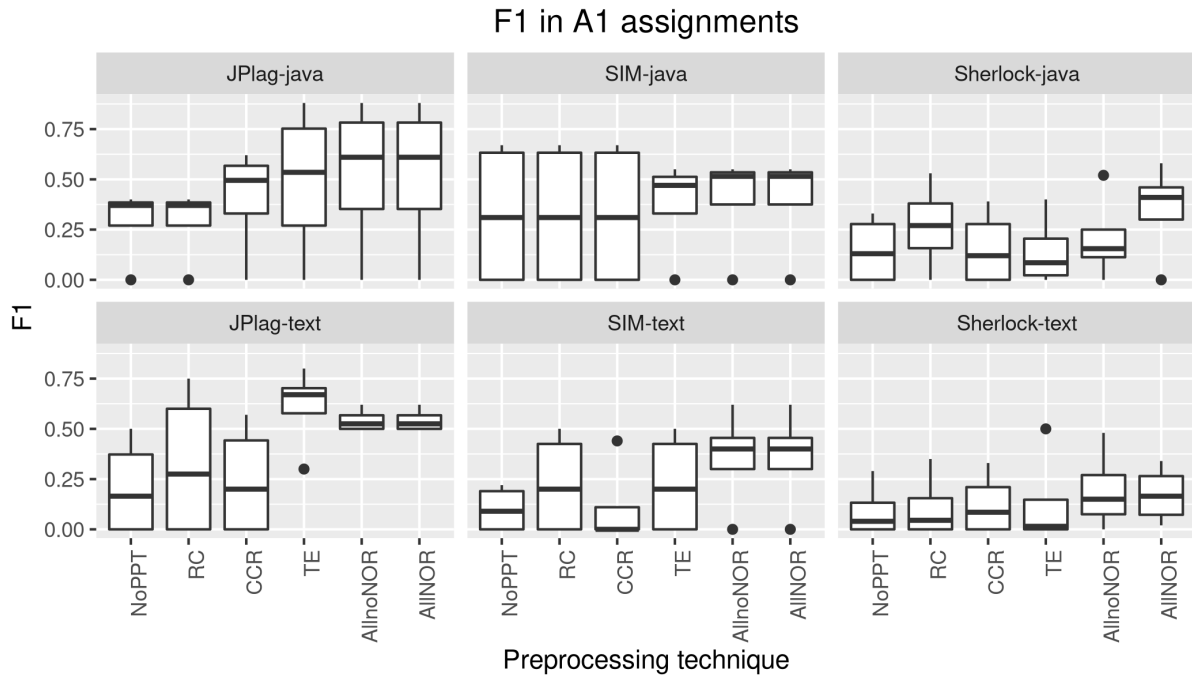 F1 in A1 assignments
JPlag-java SIM-java Sherlock-java
0.75
0.50
0.25
0.00
F1
JPlag-text SIM-text Sherlock-text
0.75
0.50
0.25
0.00
NoPPT RC CCR TE AllnoNOR AllNOR NoPPT RC CCR TE AllnoNOR AllNOR NoPPT RC CCR TE AllnoNOR AllNOR
Preprocessing technique